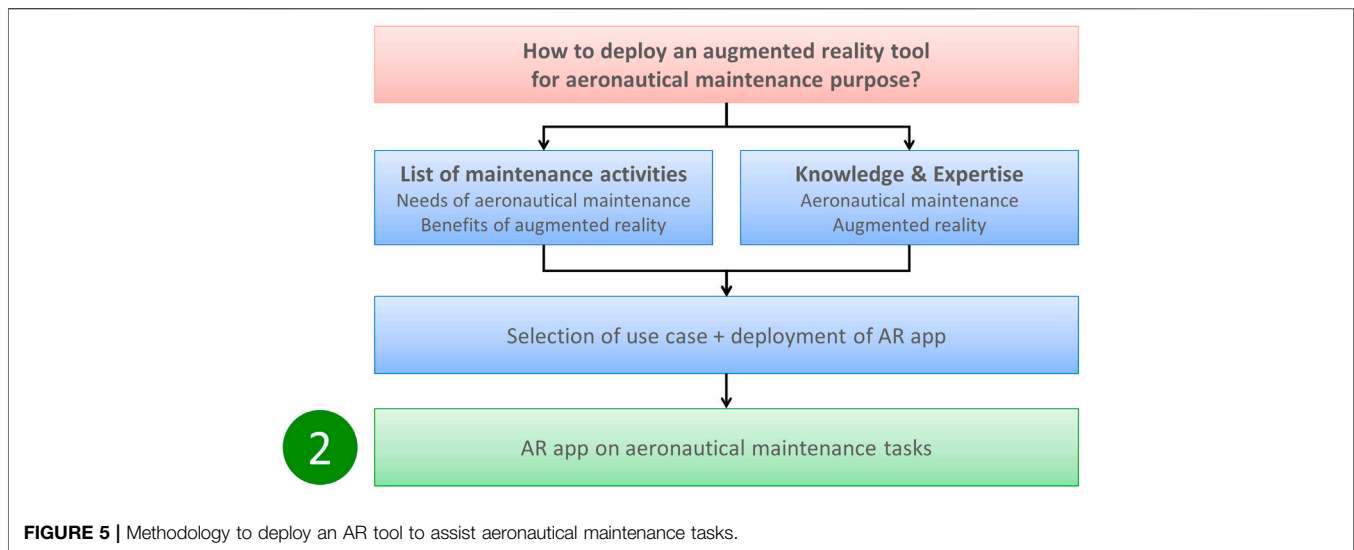 How to deploy an augmented reality tool
for aeronautical maintenance purpose?
List of maintenance activities
Needs of aeronautical maintenance
Benefits of augmented reality
Knowledge & Expertise
Aeronautical maintenance
Augmented reality
Selection of use case + deployment of AR app
2
AR app on aeronautical maintenance tasks
FIGURE 5 | Methodology to deploy an AR tool to assist aeronautical maintenance tasks.